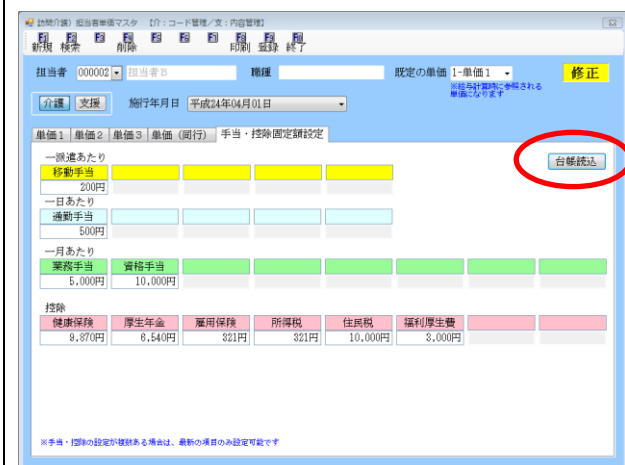 訪問介護) 担当者単価マスタ 【介:コード管理/支:内容管理】
F1 F2 F3 F4 F5 F6 F7 F8 F9 F10 F11
新規 検索 削除 印刷 登録 終了
担当者 000002 担当者B 職種 既定の単価 1-単価1 修正
※給与計算時に参照される
単価になります
介護 支援 施行年月日 平成24年04月01日
単価1 単価2 単価3 単価(同行) 手当・控除固定額設定
一派遣あたり 台帳読込
移動手当
200円
一日あたり
通勤手当
500円
一月あたり
業務手当 資格手当
5,000円 10,000円
控除
健康保険 厚生年金 雇用保険 所得税 住民税 福利厚生費
9,870円 6,540円 321円 321円 10,000円 3,000円
※手当・控除の設定が複数ある場合は、最新の項目のみ設定可能です